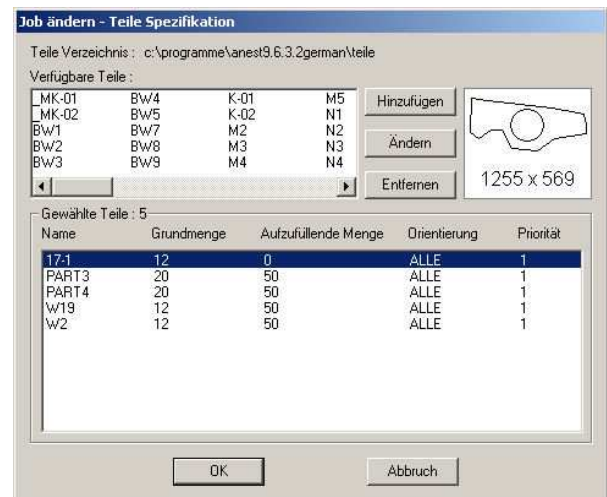 Job ändern - Teile Spezifikation
Teile Verzeichnis : c:\programme\anest9.6.3.2german\teile
Verfügbare Teile :
_MK-01 BW4 K-01 M5
_MK-02 BW5 K-02 N1
BW1 BW7 M2 N2
BW2 BW8 M3 N3
BW3 BW9 M4 N4
Hinzufügen
Ändern
Entfernen
1255 x 569
Gewählte Teile : 5
Name Grundmenge Aufzufüllende Menge Orientierung Priorität
17-1 12 0 ALLE 1
PART3 20 50 ALLE 1
PART4 20 50 ALLE 1
W19 12 50 ALLE 1
W2 12 50 ALLE 1
OK Abbruch